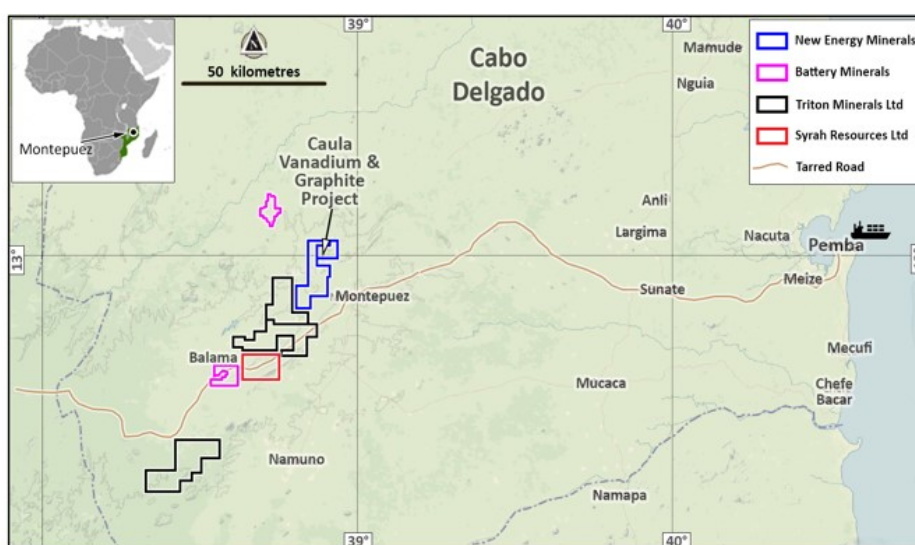 39°
40°
Montepuez
50 kilometres
Cabo
Delgado
Mamude
Nguia
New Energy Minerals
Battery Minerals
Triton Minerals Ltd
Syrah Resources Ltd
Tarred Road
Caula
Vanadium &
Graphite
Project
Anli
Largima
Nacuta
Pemba
13°
Meize
Sunate
Montepuez
Balama
Mecufi
Mucaca
Chefe
Bacar
Namuno
Namapa
39°
40°